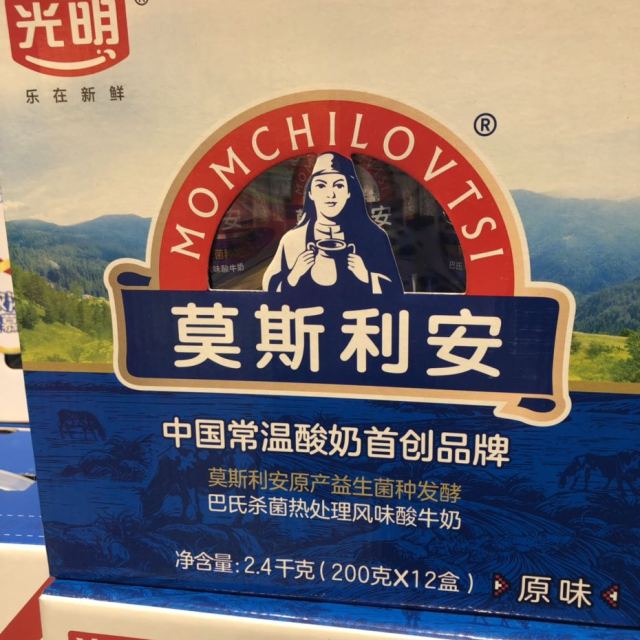 光明®
乐在新鲜
MOMCHILOVTSI
®
莫斯利安
中国常温酸奶首创品牌
莫斯利安原产益生菌种发酵
巴氏杀菌热处理风味酸牛奶
净含量:2.4千克(200克X12盒)
原味